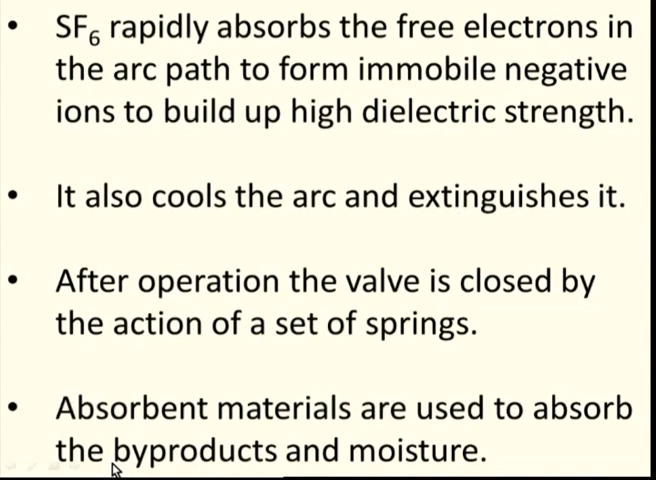 • SF₆ rapidly absorbs the free electrons in
the arc path to form immobile negative
ions to build up high dielectric strength.
• It also cools the arc and extinguishes it.
• After operation the valve is closed by
the action of a set of springs.
• Absorbent materials are used to absorb
the byproducts and moisture.